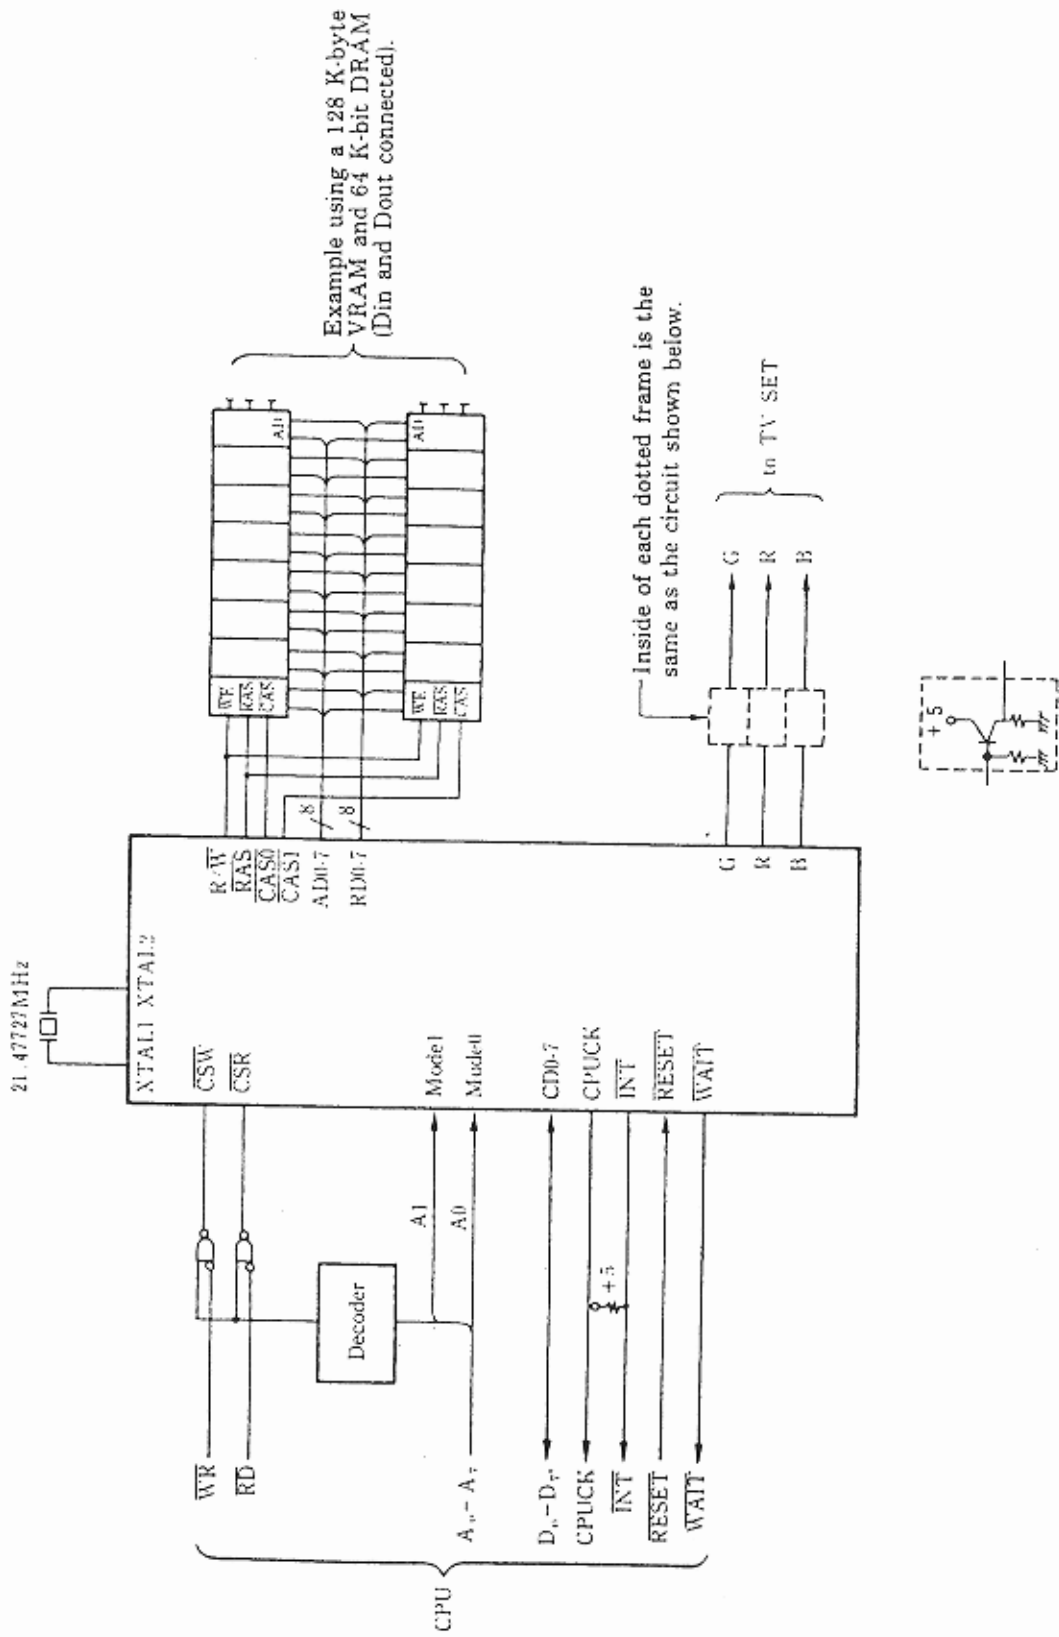 21.47727MHz
XTAL1 XTAL2
Example using a 128 K-byte
VRAM and 64 K-bit DRAM
(Din and Dout connected).
WE
RAS
CAS
AD
WE
RAS
CAS
AD
R/W
RAS
CAS0
CAS1
AD0-7
RD0-7
8
8
CSW
CSR
Mode1
Mode0
CD0-7
CPUCK
INT
RESET
WAIT
G
R
B
Inside of each dotted frame is the
same as the circuit shown below.
G
R
B
to TV SET
+5
Decoder
A1
A0
+5
WR
RD
A₀-A₇
D₀-D₇
CPUCK
INT
RESET
WAIT
CPU